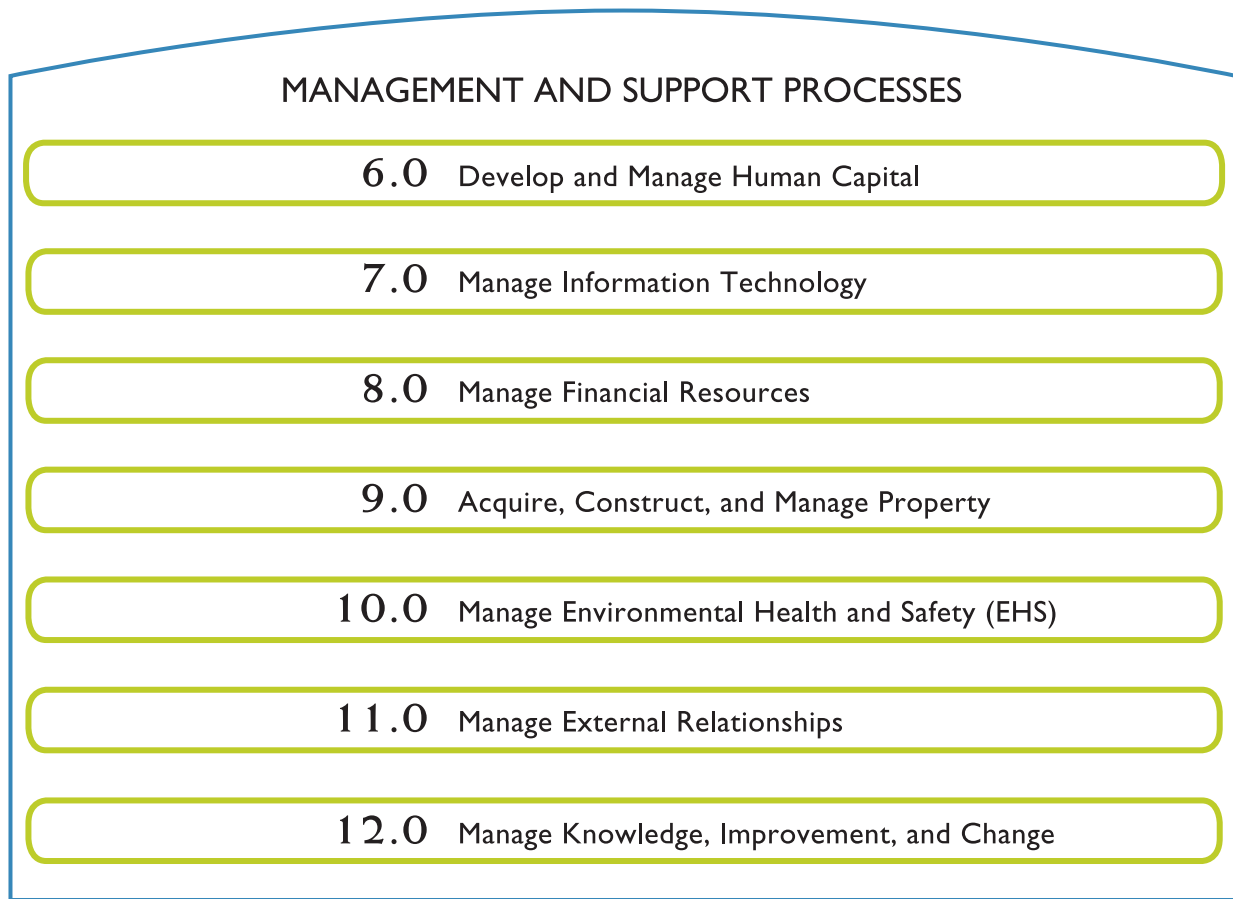 MANAGEMENT AND SUPPORT PROCESSES
6.0 Develop and Manage Human Capital
7.0 Manage Information Technology
8.0 Manage Financial Resources
9.0 Acquire, Construct, and Manage Property
10.0 Manage Environmental Health and Safety (EHS)
11.0 Manage External Relationships
12.0 Manage Knowledge, Improvement, and Change